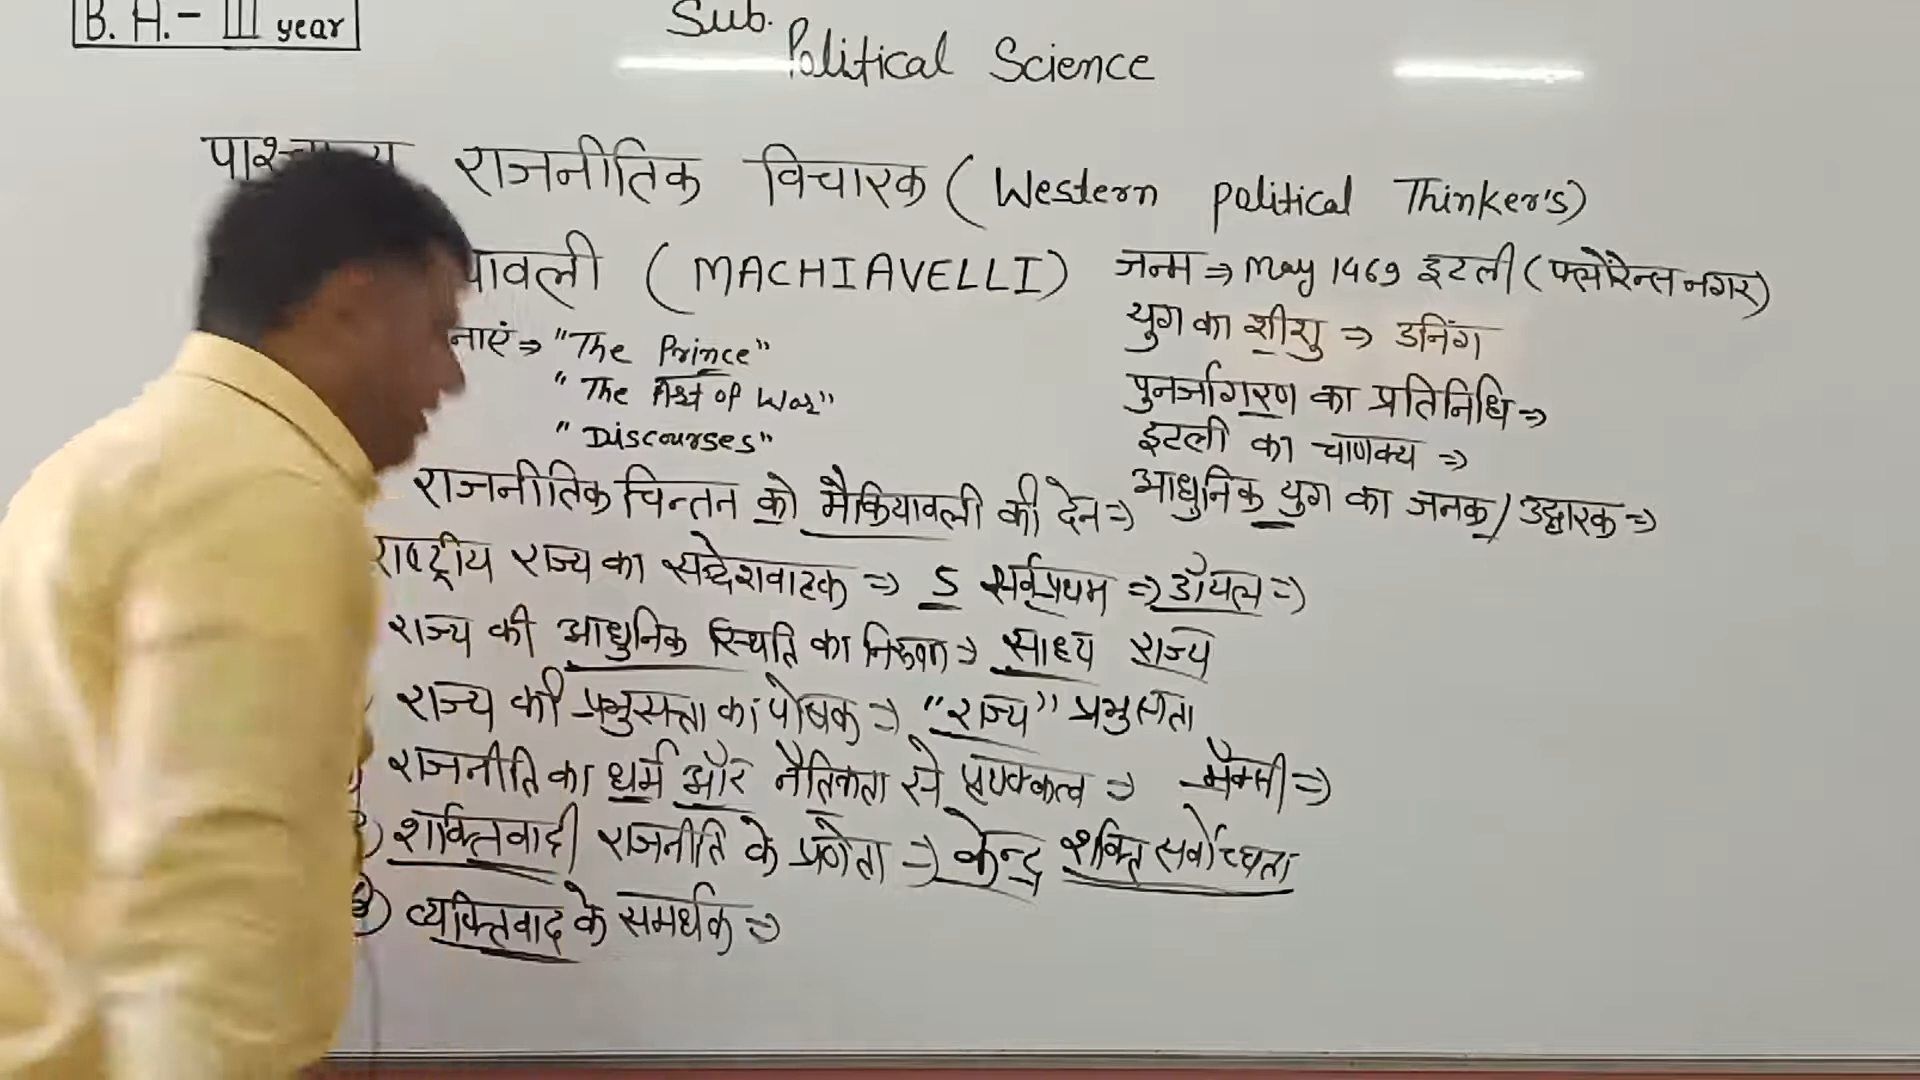 B. A.- III year
Sub. Political Science
राजनीतिक विचारक ( Western political Thinker's)
यावली ( MACHIAVELLI ) जन्म ⇒ May 1469 इटली ( फ्लोरेन्स नगर)
नाएं ⇒ "The Prince" युग का शीशु ⇒ डनिंग
"The Art of War" पुनर्जागरण का प्रतिनिधि ⇒
"Discourses" इटली का चाणक्य ⇒
राजनीतिक चिन्तन को मैकियावली की देन ⇒ आधुनिक युग का जनक / उद्धारक ⇒
राष्ट्रीय राज्य का सन्देशवाहक ⇒ 5 सर्वप्रथम ⇒ डॉयल ⇒
राज्य की आधुनिक स्थिति का निरूपण ⇒ साध्य राज्य
राज्य की प्रभुसत्ता का पोषक ⇒ "राज्य" प्रभुसत्ता
राजनीति का धर्म और नैतिकता से पृथक्कत्व ⇒ मैक्सी ⇒
शक्तिवादी राजनीति के प्रणेता ⇒ केन्द्र शक्ति सर्वोच्चता
व्यक्तिवाद के समर्थक ⇒